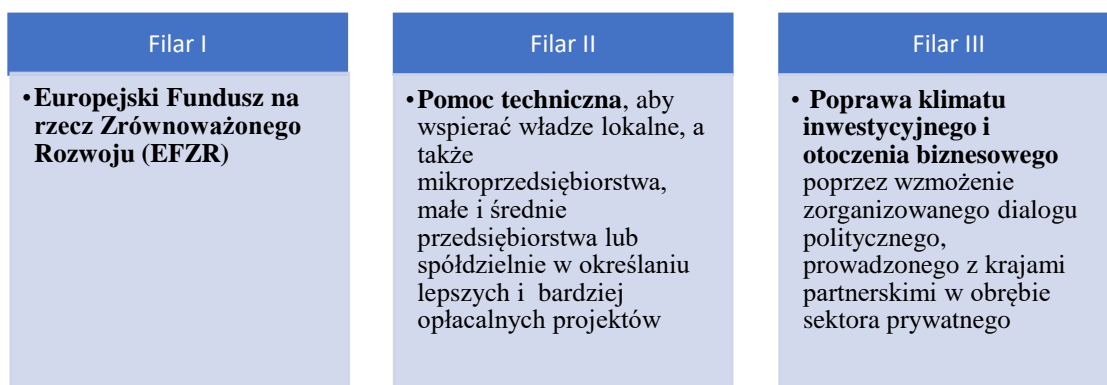 Filar I
•Europejski Fundusz na
rzecz Zrównoważonego
Rozwoju (EFZR)
Filar II
•Pomoc techniczna, aby
wspierać władze lokalne, a
także
mikroprzedsiębiorstwa,
małe i średnie
przedsiębiorstwa lub
spółdzielnie w określaniu
lepszych i bardziej
opłacalnych projektów
Filar III
• Poprawa klimatu
inwestycyjnego i
otoczenia biznesowego
poprzez wzmożenie
zorganizowanego dialogu
politycznego,
prowadzonego z krajami
partnerskimi w obrębie
sektora prywatnego